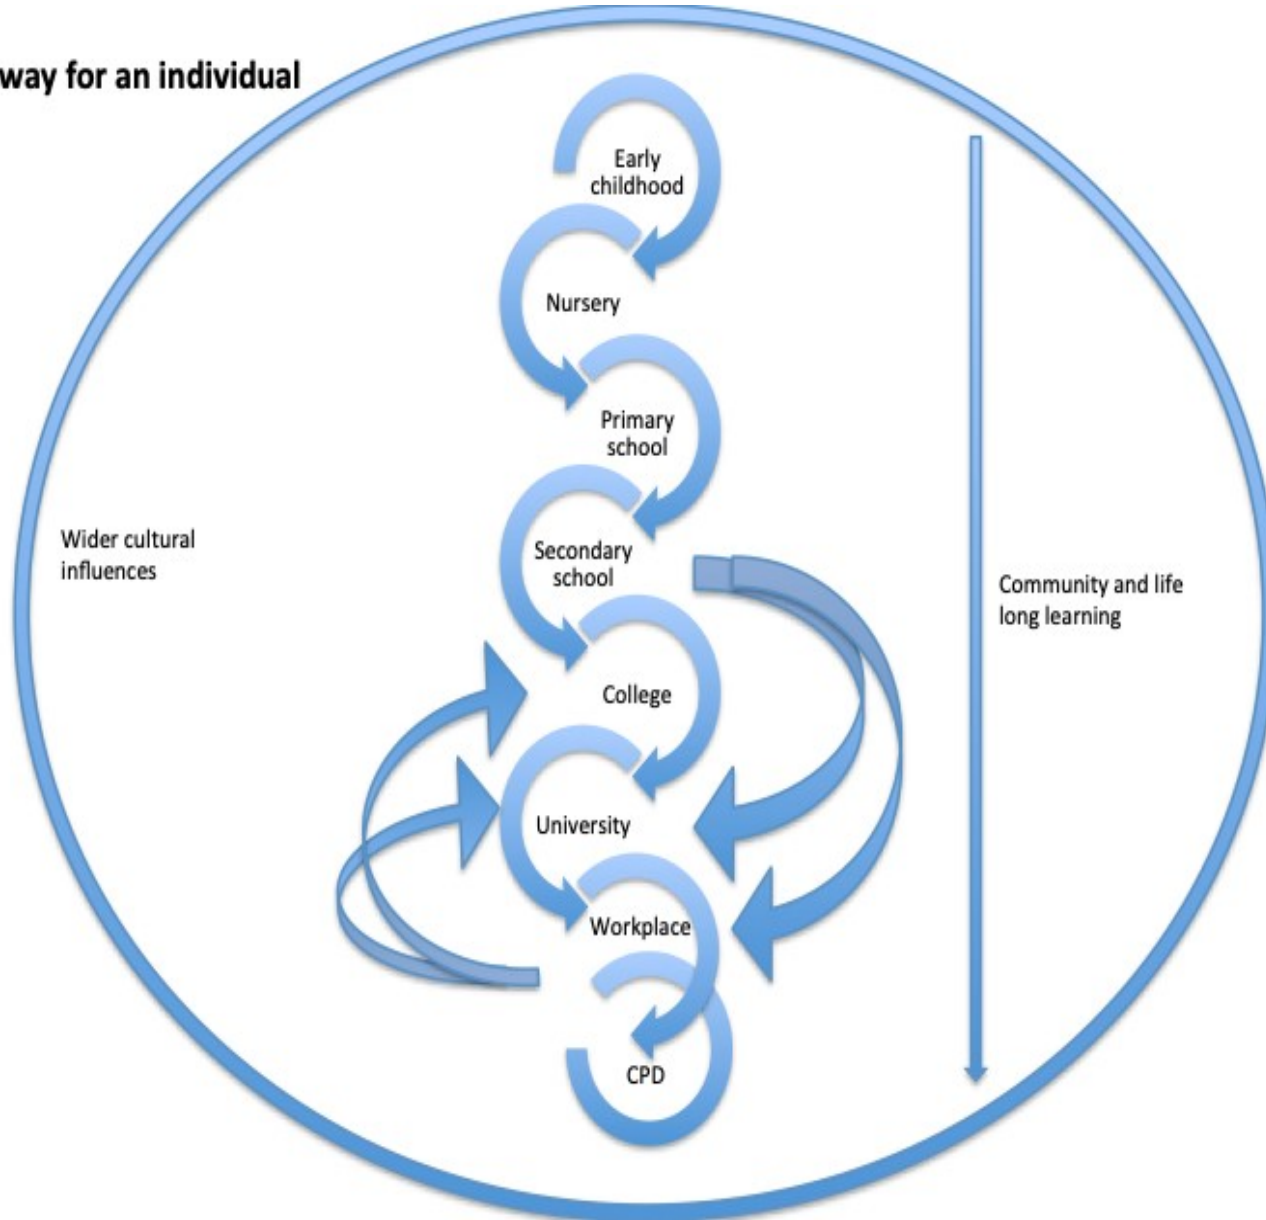 way for an individual
Early
childhood
Nursery
Primary
school
Secondary
school
Wider cultural
influences
Community and life
long learning
College
University
Workplace
CPD